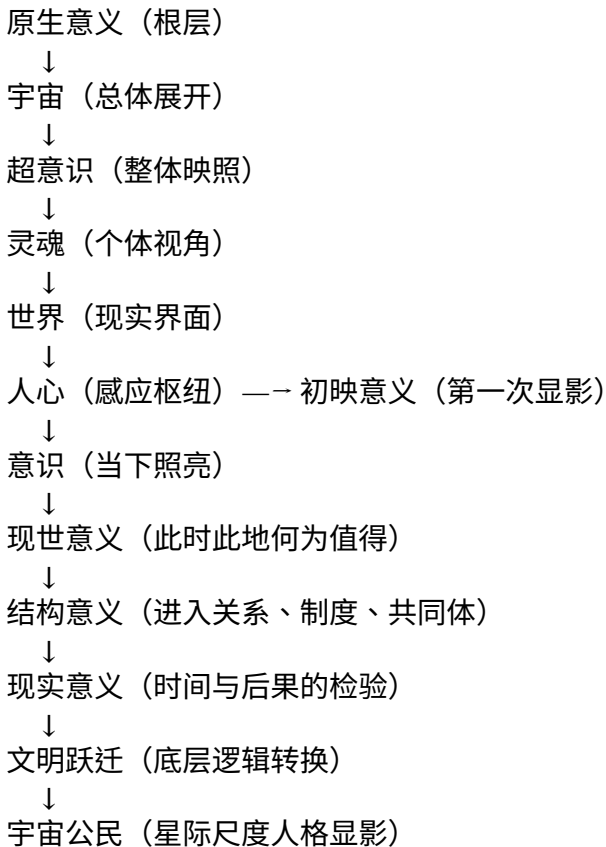 原生意义（根层）
↓
宇宙（总体展开）
↓
超意识（整体映照）
↓
灵魂（个体视角）
↓
世界（现实界面）
↓
人心（感应枢纽）—→ 初映意义（第一次显影）
↓
意识（当下照亮）
↓
现世意义（此时此地何为值得）
↓
结构意义（进入关系、制度、共同体）
↓
现实意义（时间与后果的检验）
↓
文明跃迁（底层逻辑转换）
↓
宇宙公民（星际尺度人格显影）